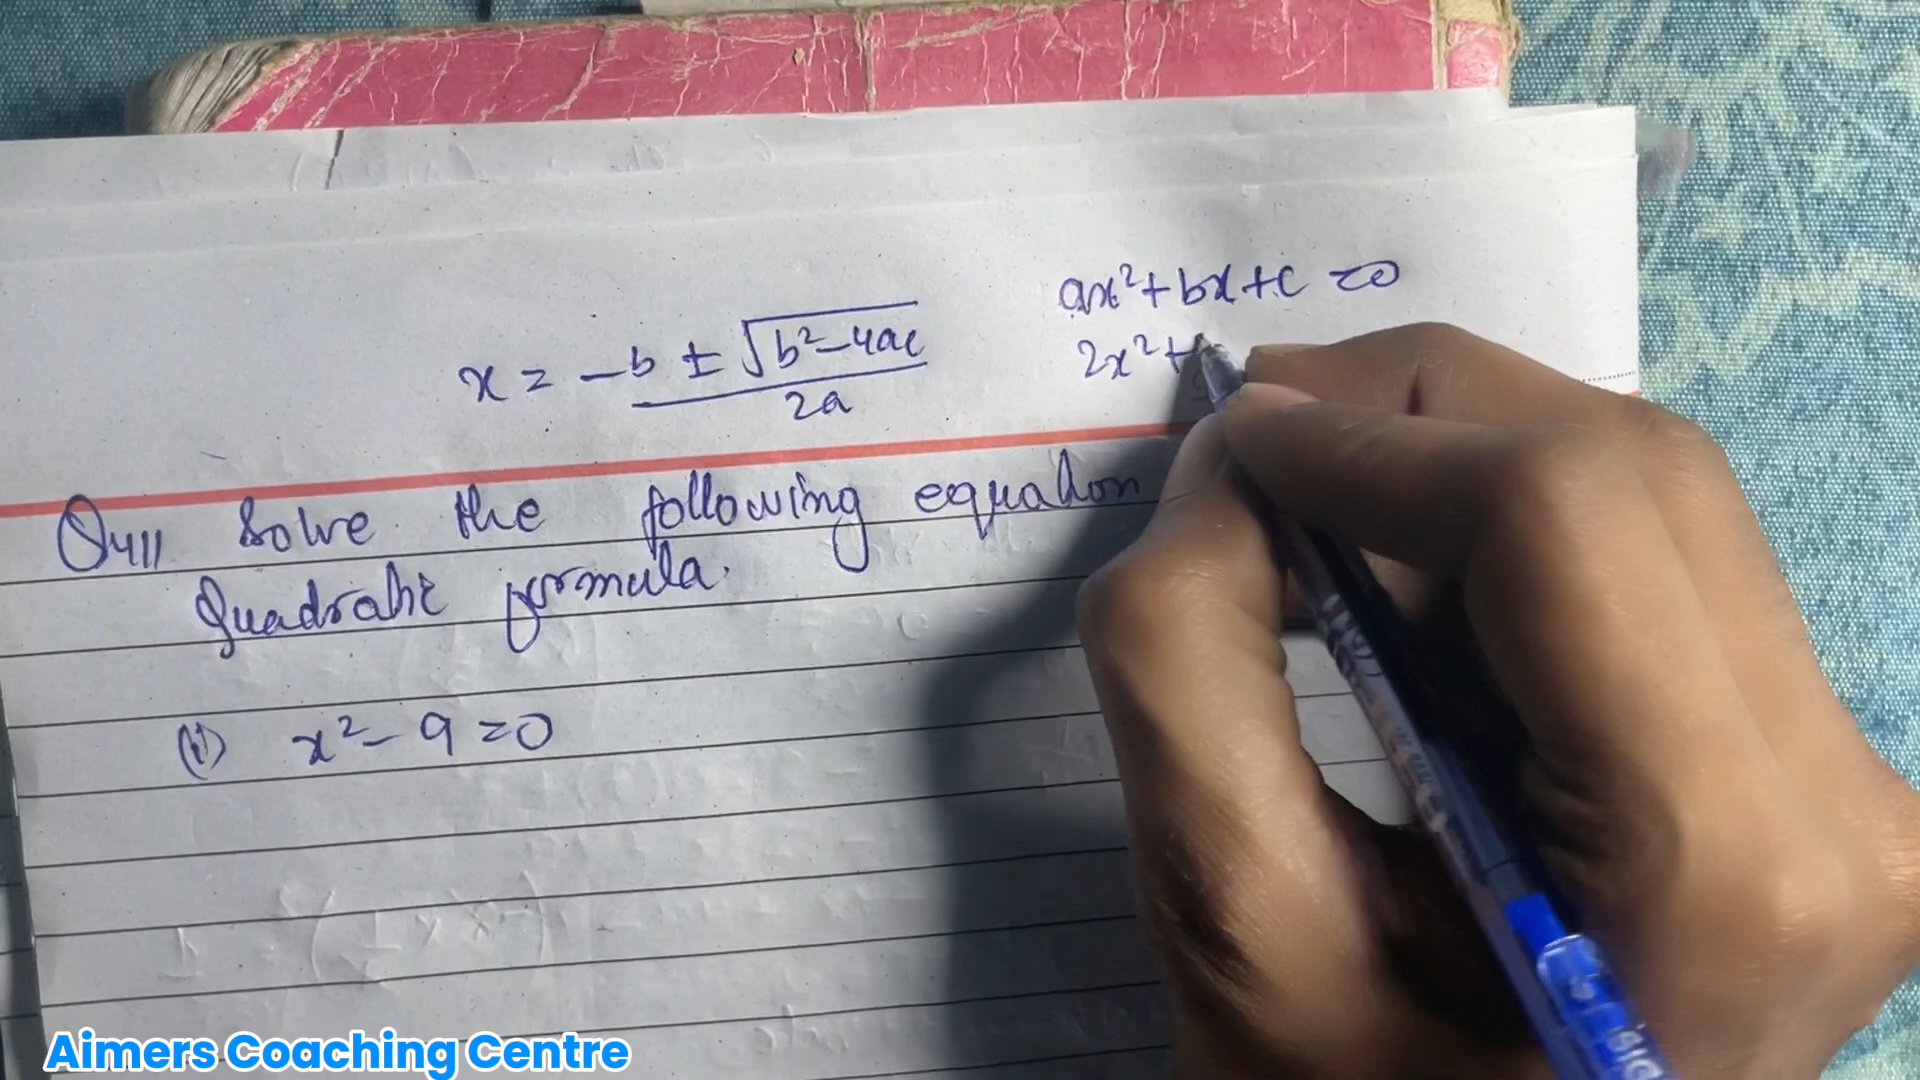 ax²+bx+c=0
2x²+
x = -b ± √b²-4ac
2a
Q4|| Solve the following equation
Quadratic formula.
(i) x²- 9 =0
Aimers Coaching Centre